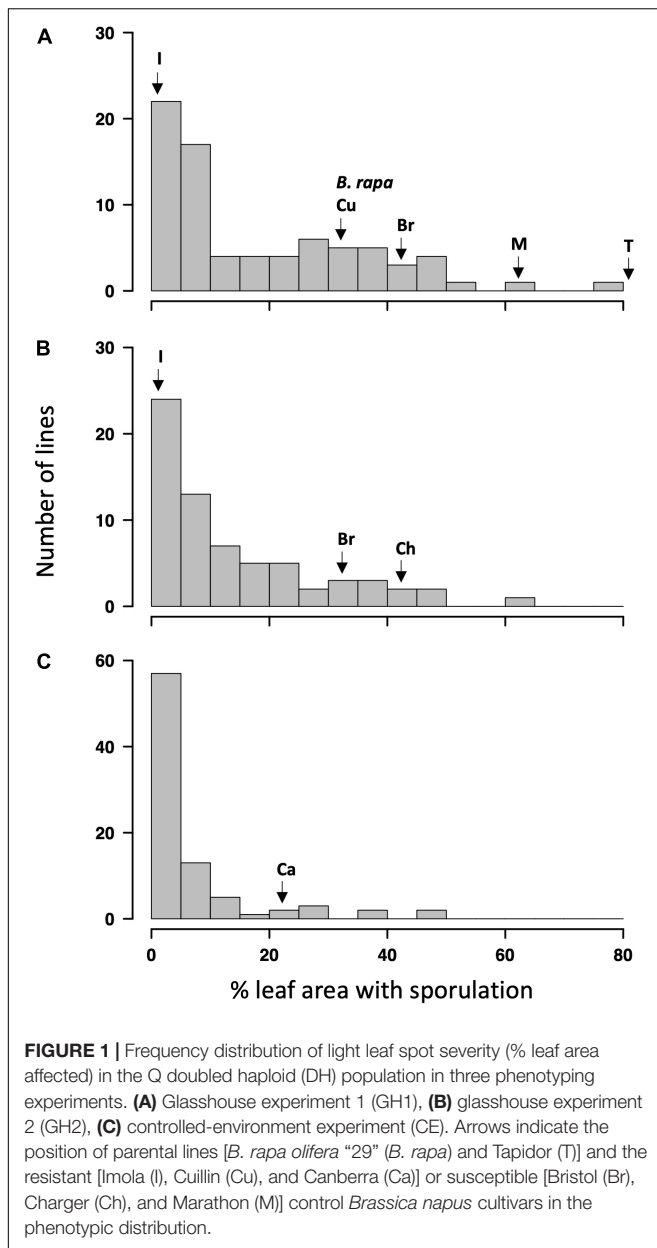 A
30
20
10
0
I
B. rapa
Cu
Br
M
T
B
30
20
10
0
I
Br
Ch
Number of lines
C
60
40
20
0
Ca
0 20 40 60 80
% leaf area with sporulation
FIGURE 1 | Frequency distribution of light leaf spot severity (% leaf area
affected) in the Q doubled haploid (DH) population in three phenotyping
experiments. (A) Glasshouse experiment 1 (GH1), (B) glasshouse experiment
2 (GH2), (C) controlled-environment experiment (CE). Arrows indicate the
position of parental lines [B. rapa olifera “29” (B. rapa) and Tapidor (T)] and the
resistant [Imola (I), Cuillin (Cu), and Canberra (Ca)] or susceptible [Bristol (Br),
Charger (Ch), and Marathon (M)] control Brassica napus cultivars in the
phenotypic distribution.